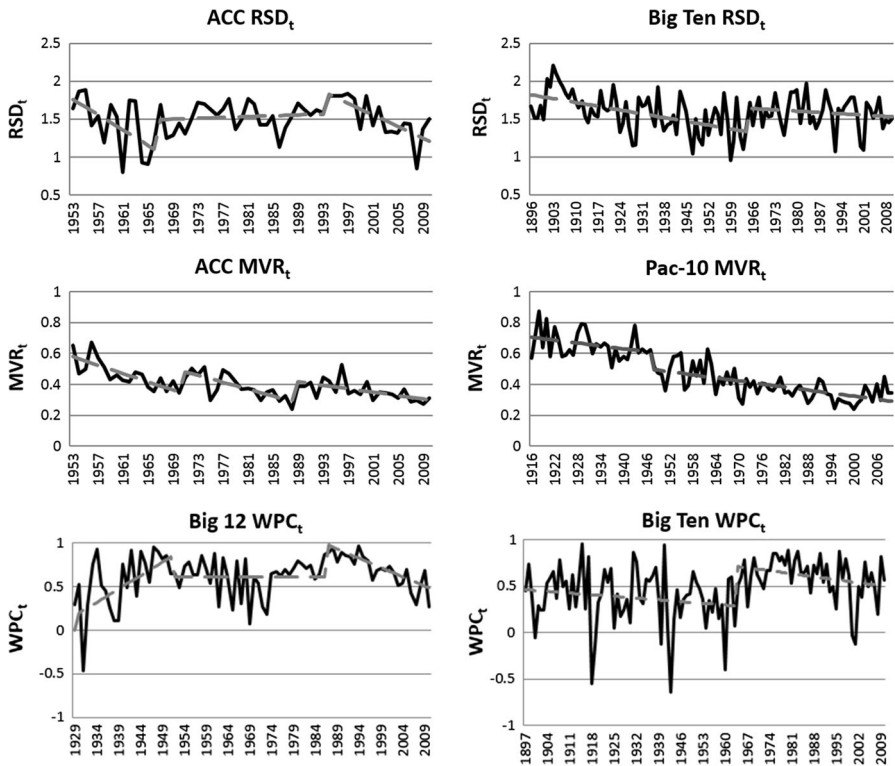 ACC RSDt
RSDt
2.5
2
1.5
1
0.5
1953 1957 1961 1965 1969 1973 1977 1981 1985 1989 1993 1997 2001 2005 2009
Big Ten RSDt
RSDt
2.5
2
1.5
1
0.5
1896 1903 1910 1917 1924 1931 1938 1945 1952 1959 1966 1973 1980 1987 1994 2001 2008
ACC MVRt
MVRt
1
0.8
0.6
0.4
0.2
0
1953 1957 1961 1965 1969 1973 1977 1981 1985 1989 1993 1997 2001 2005 2009
Pac-10 MVRt
MVRt
1
0.8
0.6
0.4
0.2
0
1916 1922 1928 1934 1940 1946 1952 1958 1964 1970 1976 1982 1988 1994 2000 2006
Big 12 WPCt
WPCt
1
0.5
0
-0.5
-1
1929 1934 1939 1944 1949 1954 1959 1964 1969 1974 1979 1984 1989 1994 1999 2004 2009
Big Ten WPCt
WPCt
1
0.5
0
-0.5
-1
1897 1904 1911 1918 1925 1932 1939 1946 1953 1960 1967 1974 1981 1988 1995 2002 2009